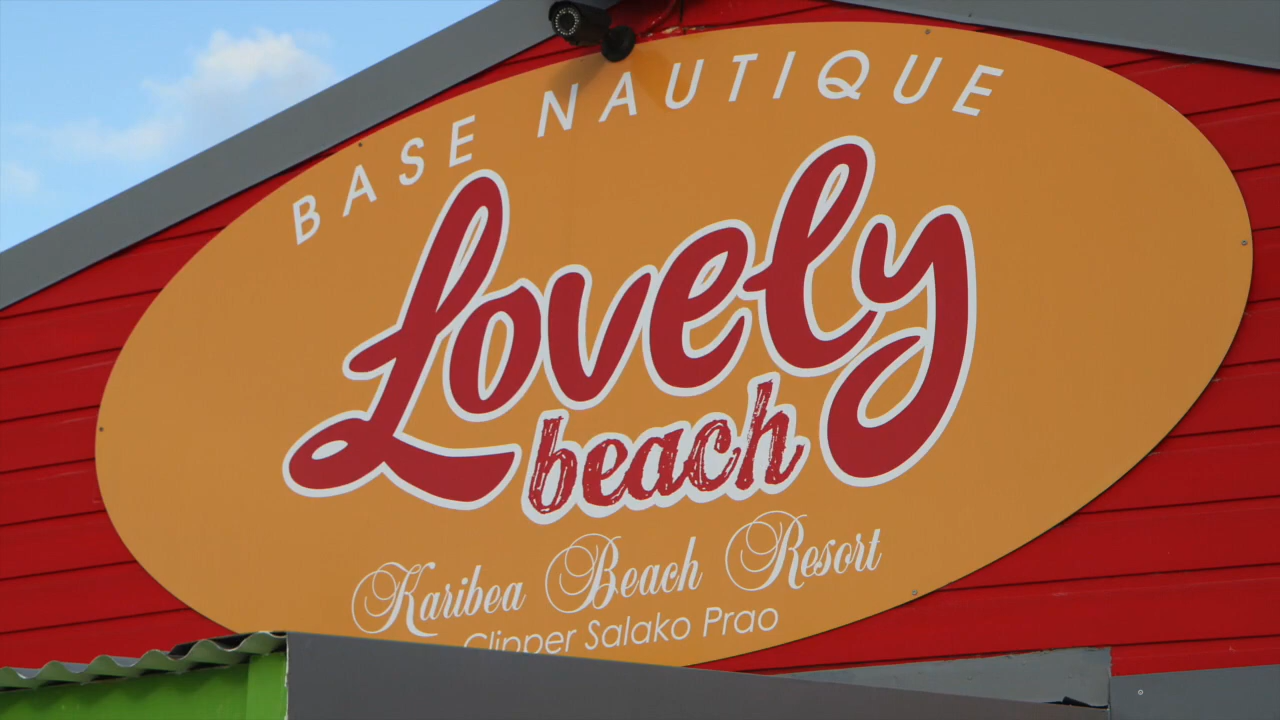 BASE NAUTIQUE
Lovely
beach
Karibea Beach Resort
Clipper Salako Prao